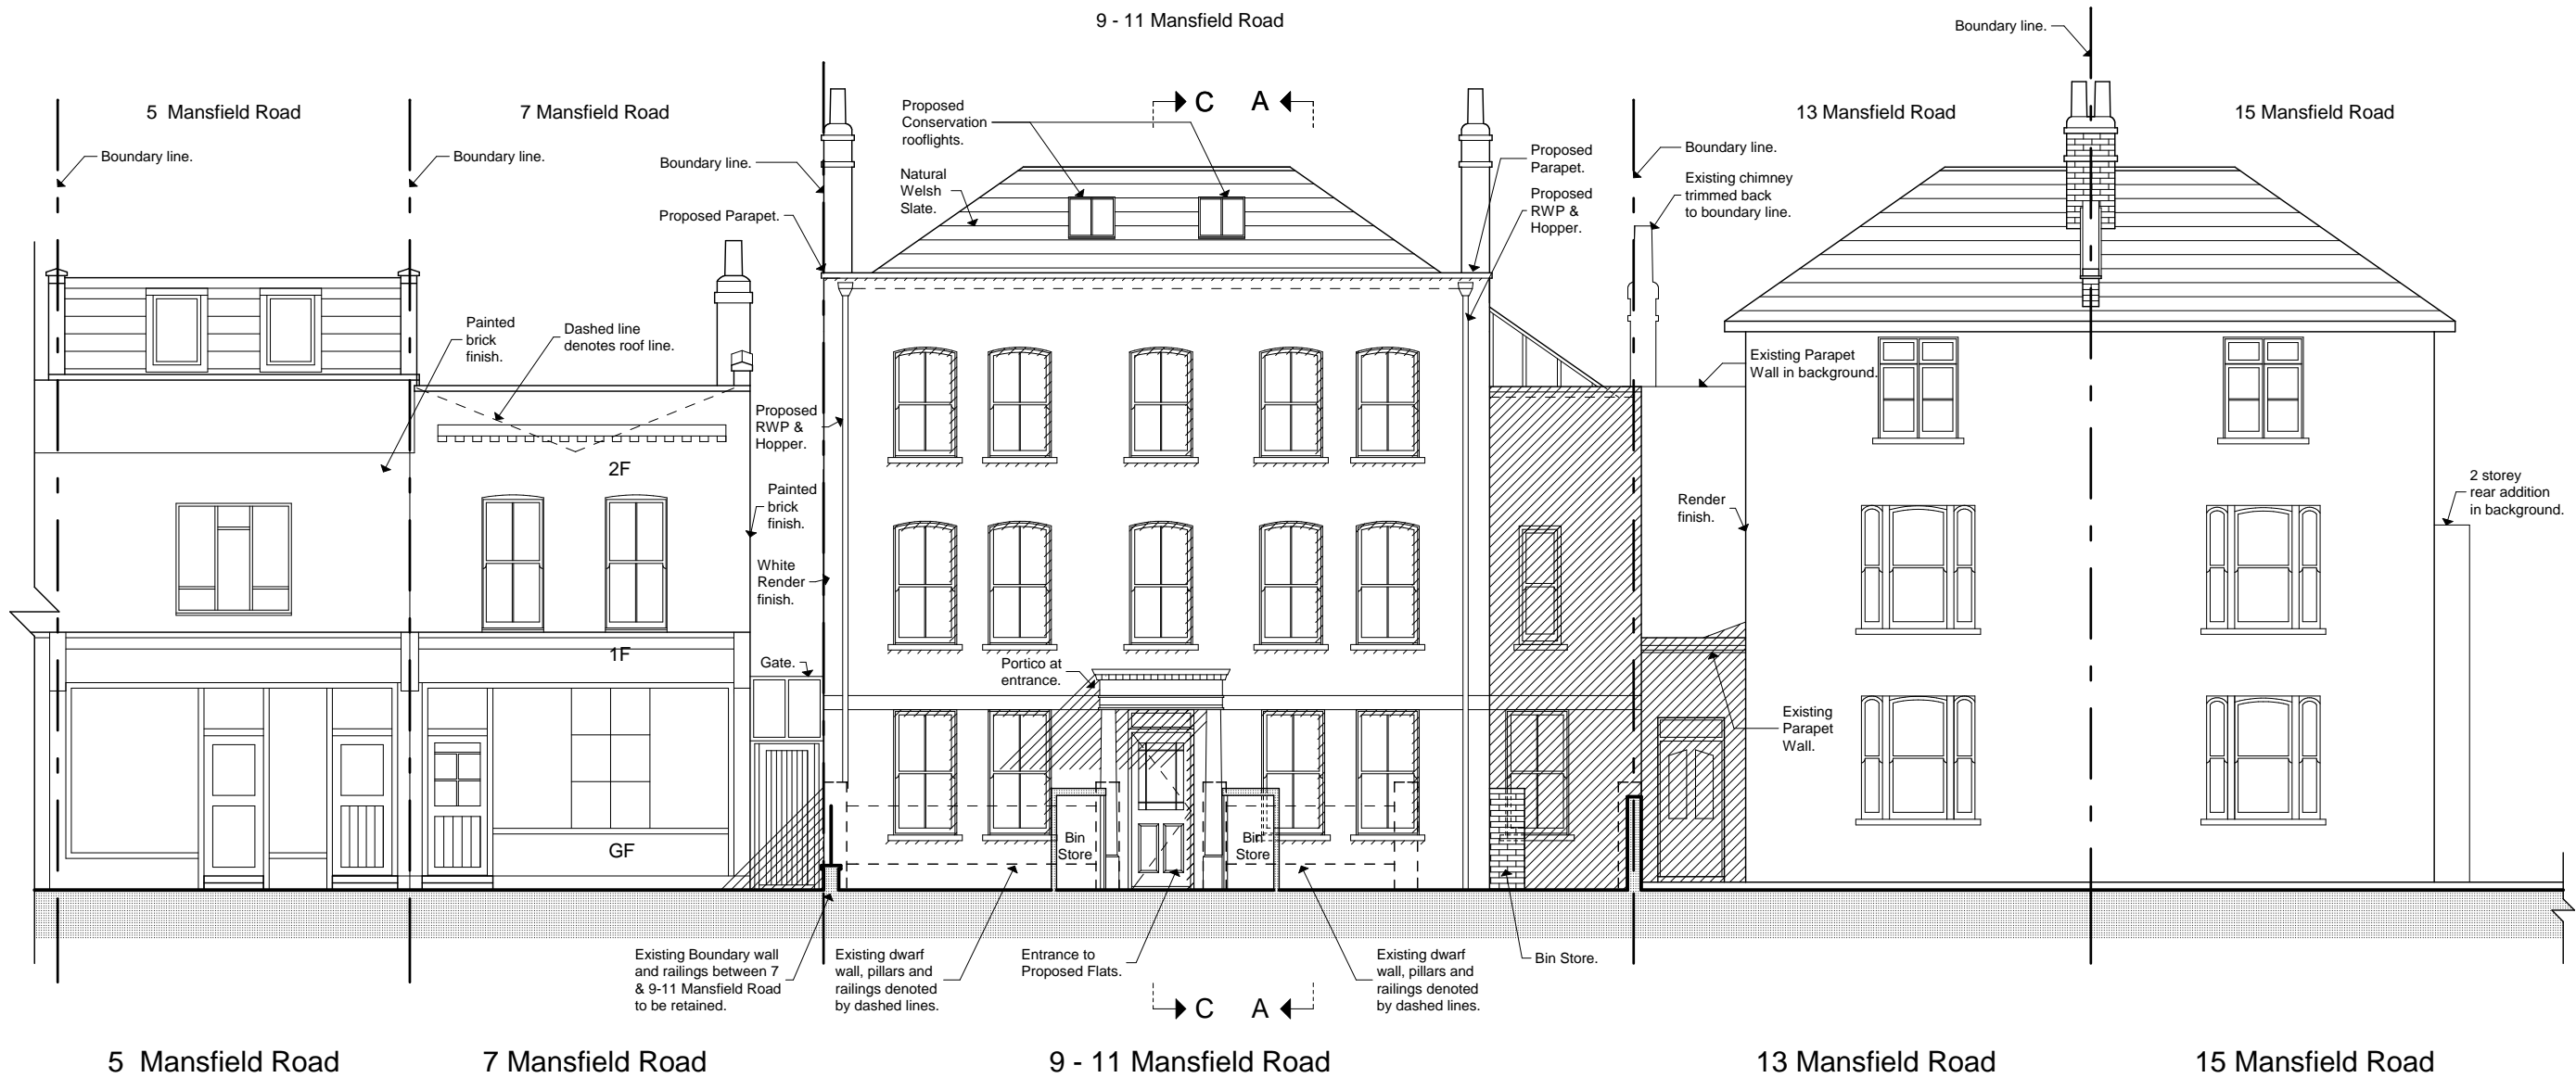 9 - 11 Mansfield Road
Boundary line.
5 Mansfield Road
7 Mansfield Road
13 Mansfield Road
15 Mansfield Road
Proposed
Conservation
rooflights.
C A
Boundary line.
Boundary line.
Boundary line.
Proposed
Parapet.
Boundary line.
Natural
Welsh
Slate.
Existing chimney
trimmed back
to boundary line.
Proposed
RWP &
Hopper.
Proposed Parapet.
Painted
brick
finish.
Dashed line
denotes roof line.
Existing Parapet
Wall in background.
Proposed
RWP &
Hopper.
2F
Painted
brick
finish.
2 storey
rear addition
in background.
Render
finish.
White
Render
finish.
1F
Gate.
Portico at
entrance.
Existing
Parapet
Wall.
GF
Bin
Store
Bin
Store
Existing Boundary wall
and railings between 7
& 9-11 Mansfield Road
to be retained.
Existing dwarf
wall, pillars and
railings denoted
by dashed lines.
Entrance to
Proposed Flats.
Existing dwarf
wall, pillars and
railings denoted
by dashed lines.
Bin Store.
C A
5 Mansfield Road
7 Mansfield Road
9 - 11 Mansfield Road
13 Mansfield Road
15 Mansfield Road